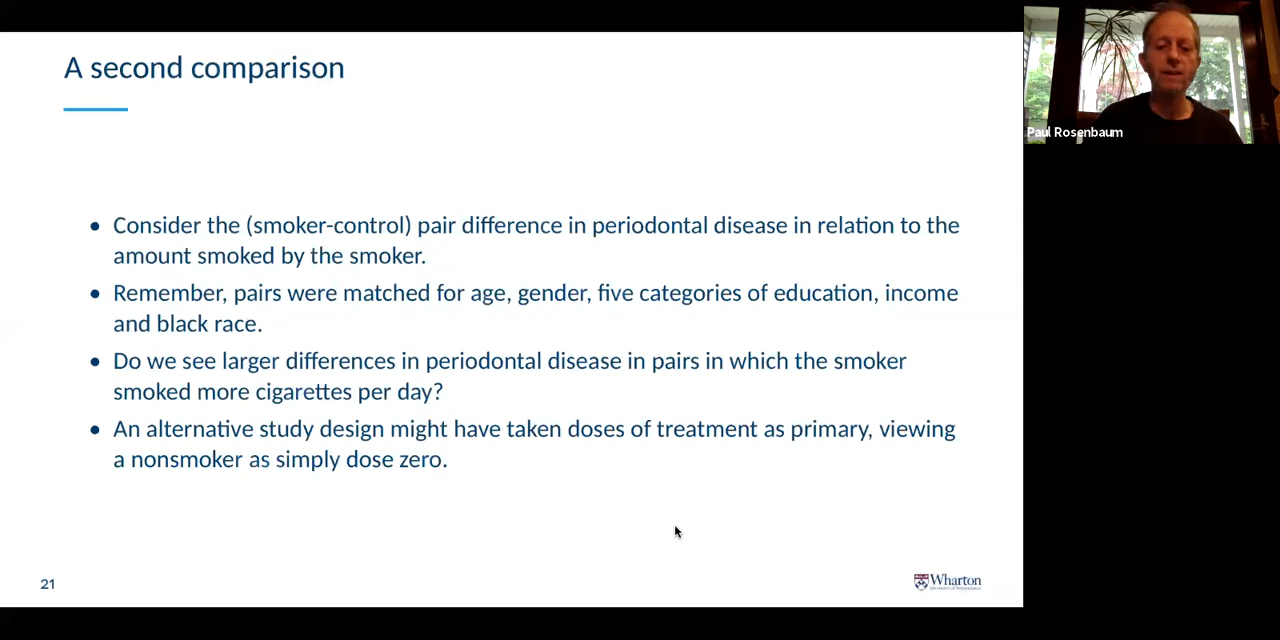 A second comparison
Paul Rosenbaum
• Consider the (smoker-control) pair difference in periodontal disease in relation to the
amount smoked by the smoker.
• Remember, pairs were matched for age, gender, five categories of education, income
and black race.
• Do we see larger differences in periodontal disease in pairs in which the smoker
smoked more cigarettes per day?
• An alternative study design might have taken doses of treatment as primary, viewing
a nonsmoker as simply dose zero.
21
Wharton